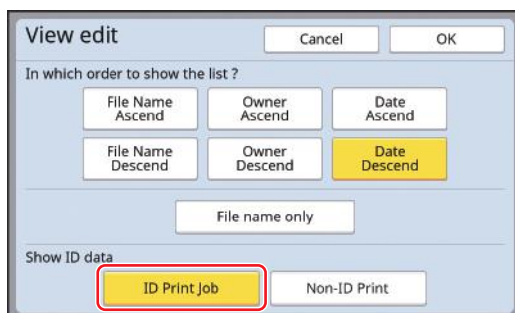 View edit
Cancel
OK
In which order to show the list ?
File Name
Ascend
Owner
Ascend
Date
Ascend
File Name
Descend
Owner
Descend
Date
Descend
File name only
Show ID data
ID Print Job
Non-ID Print